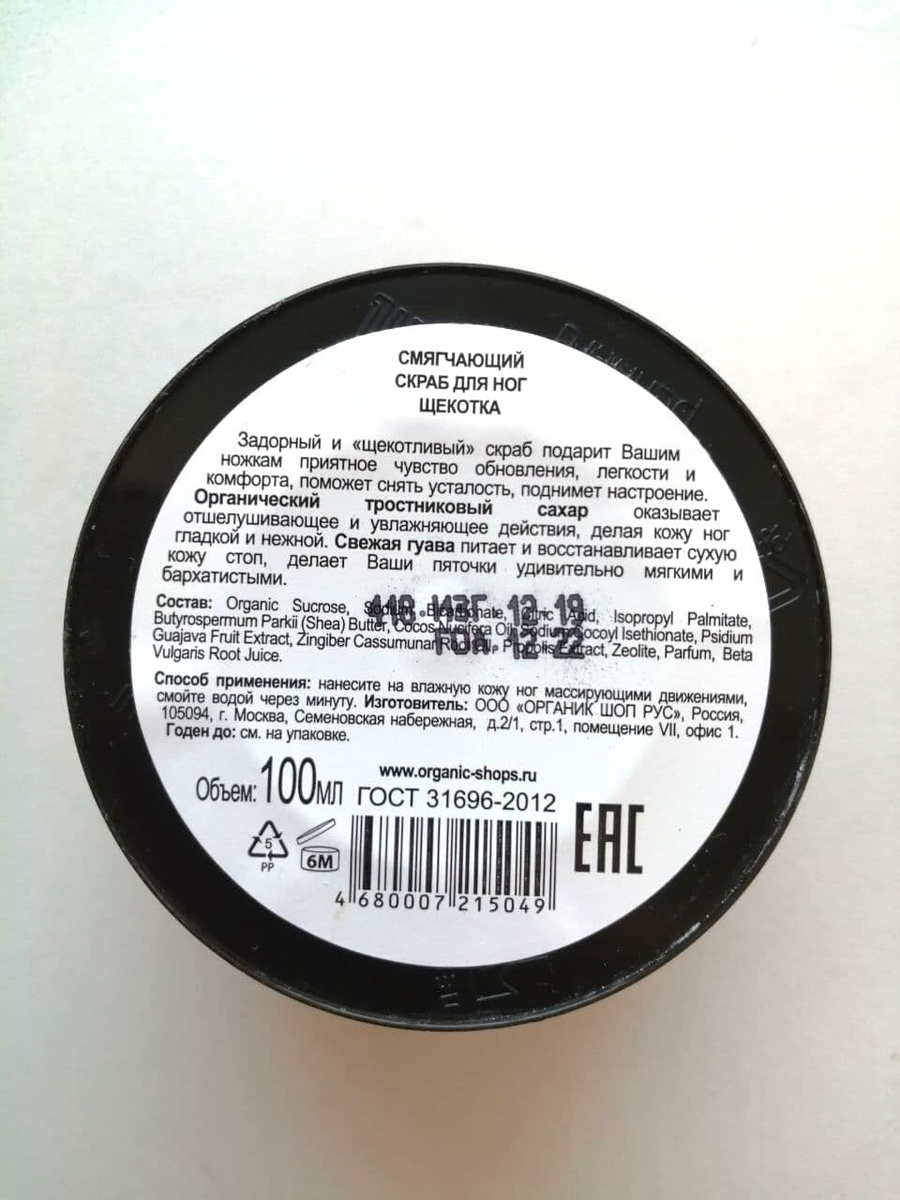 СМЯГЧАЮЩИЙ
СКРАБ ДЛЯ НОГ
ЩЕКОТКА
Задорный и «щекотливый» скраб подарит Вашим
ножкам приятное чувство обновления, легкости и
комфорта, поможет снять усталость, поднимет настроение.
Органический тростниковый сахар оказывает
отшелушивающее и увлажняющее действия, делая кожу ног
гладкой и нежной. Свежая гуава питает и восстанавливает сухую
кожу стоп, делает Ваши пяточки удивительно мягкими и
бархатистыми.
Состав: Organic Sucrose, Sodium Bicarbonate, Citric Acid, Isopropyl Palmitate,
Butyrospermum Parkii (Shea) Butter, Cocos Nucifera Oil, Sodium Cocoyl Isethionate, Psidium
Guajava Fruit Extract, Zingiber Cassumunar Root Oil, Propolis Extract, Zeolite, Parfum, Beta
Vulgaris Root Juice.
118 ИЗГ 12 19
ГОД. 12 22
Способ применения: нанесите на влажную кожу ног массирующими движениями,
смойте водой через минуту. Изготовитель: ООО «ОРГАНИК ШОП РУС», Россия,
105094, г. Москва, Семеновская набережная, д.2/1, стр.1, помещение VII, офис 1.
Годен до: см. на упаковке.
www.organic-shops.ru
Объем: 100мл ГОСТ 31696-2012
5
PP
6M
EAC
4 680007 215049